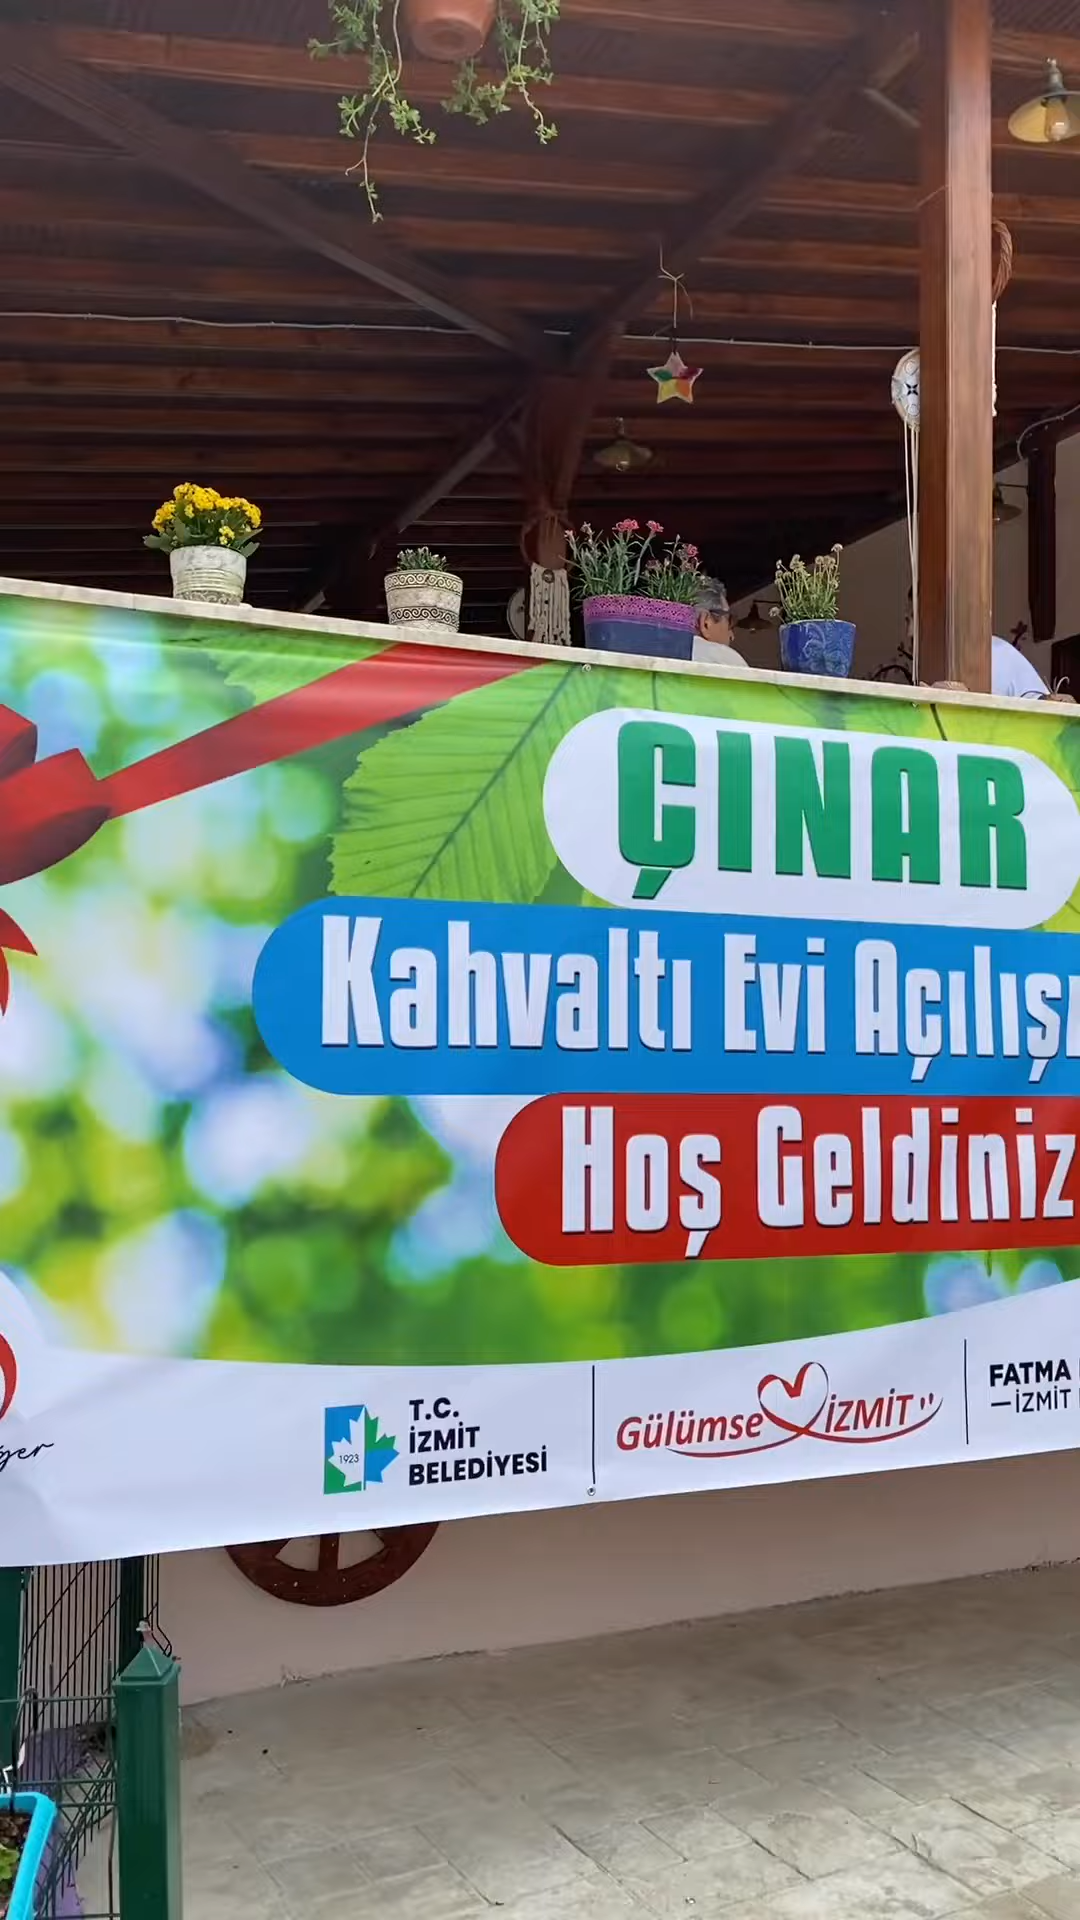 ÇINAR
Kahvaltı Evi Açılış
Hoş Geldiniz
T.C.
İZMİT
BELEDİYESİ
1923
Gülümse İZMİT
FATMA
İZMİT